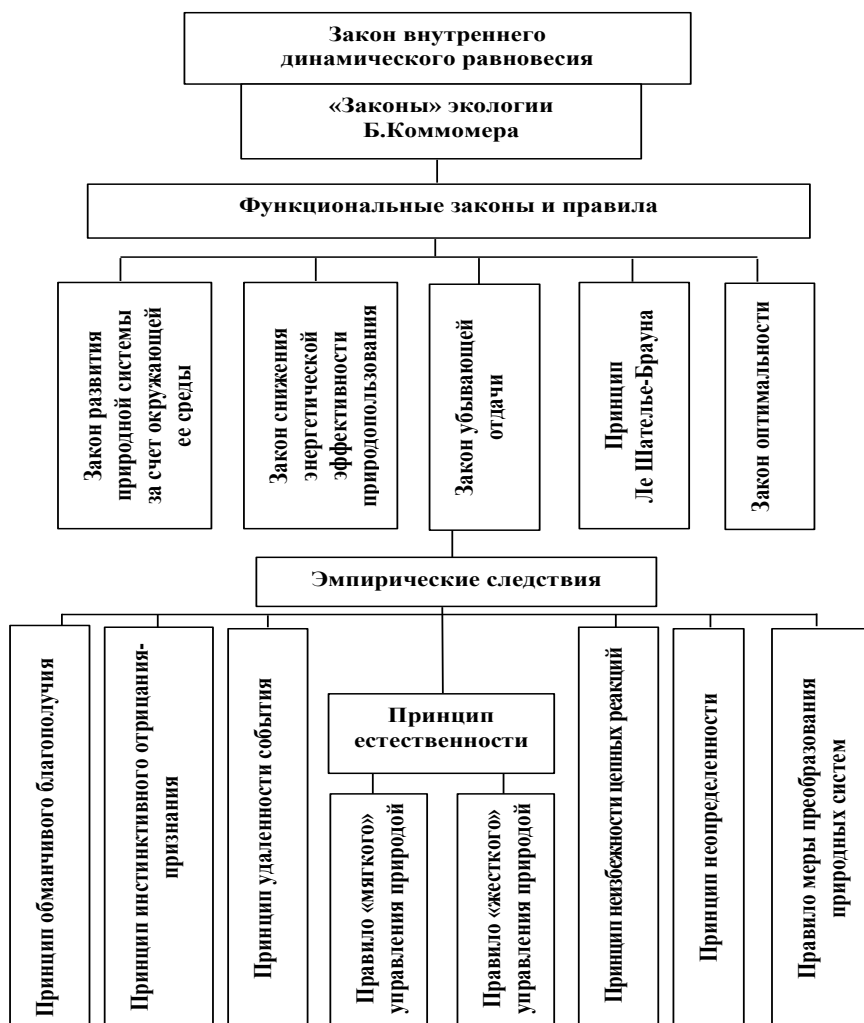 Закон внутреннего
динамического равновесия
«Законы» экологии
Б.Коммомера
Функциональные законы и правила
Закон развития
природной системы
за счет окружающей
ее среды
Закон снижения
энергетической
эффективности
природопользования
Закон убывающей
отдачи
Принцип
Ле Шателье-Брауна
Закон оптимальности
Эмпирические следствия
Принцип обманчивого благополучия
Принцип инстинктивного отрицания-
признания
Принцип удаленности события
Принцип
естественности
Правило «мягкого»
управления природой
Правило «жесткого»
управления природой
Принцип неизбежности цепных реакций
Принцип неопределенности
Правило меры преобразования
природных систем